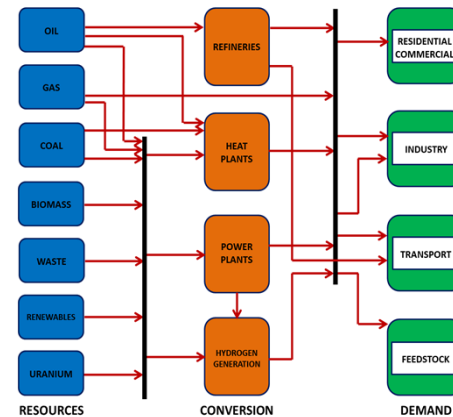 OIL
GAS
COAL
BIOMASS
WASTE
RENEWABLES
URANIUM
RESOURCES
REFINERIES
HEAT
PLANTS
POWER
PLANTS
HYDROGEN
GENERATION
CONVERSION
RESIDENTIAL
COMMERCIAL
INDUSTRY
TRANSPORT
FEEDSTOCK
DEMAND